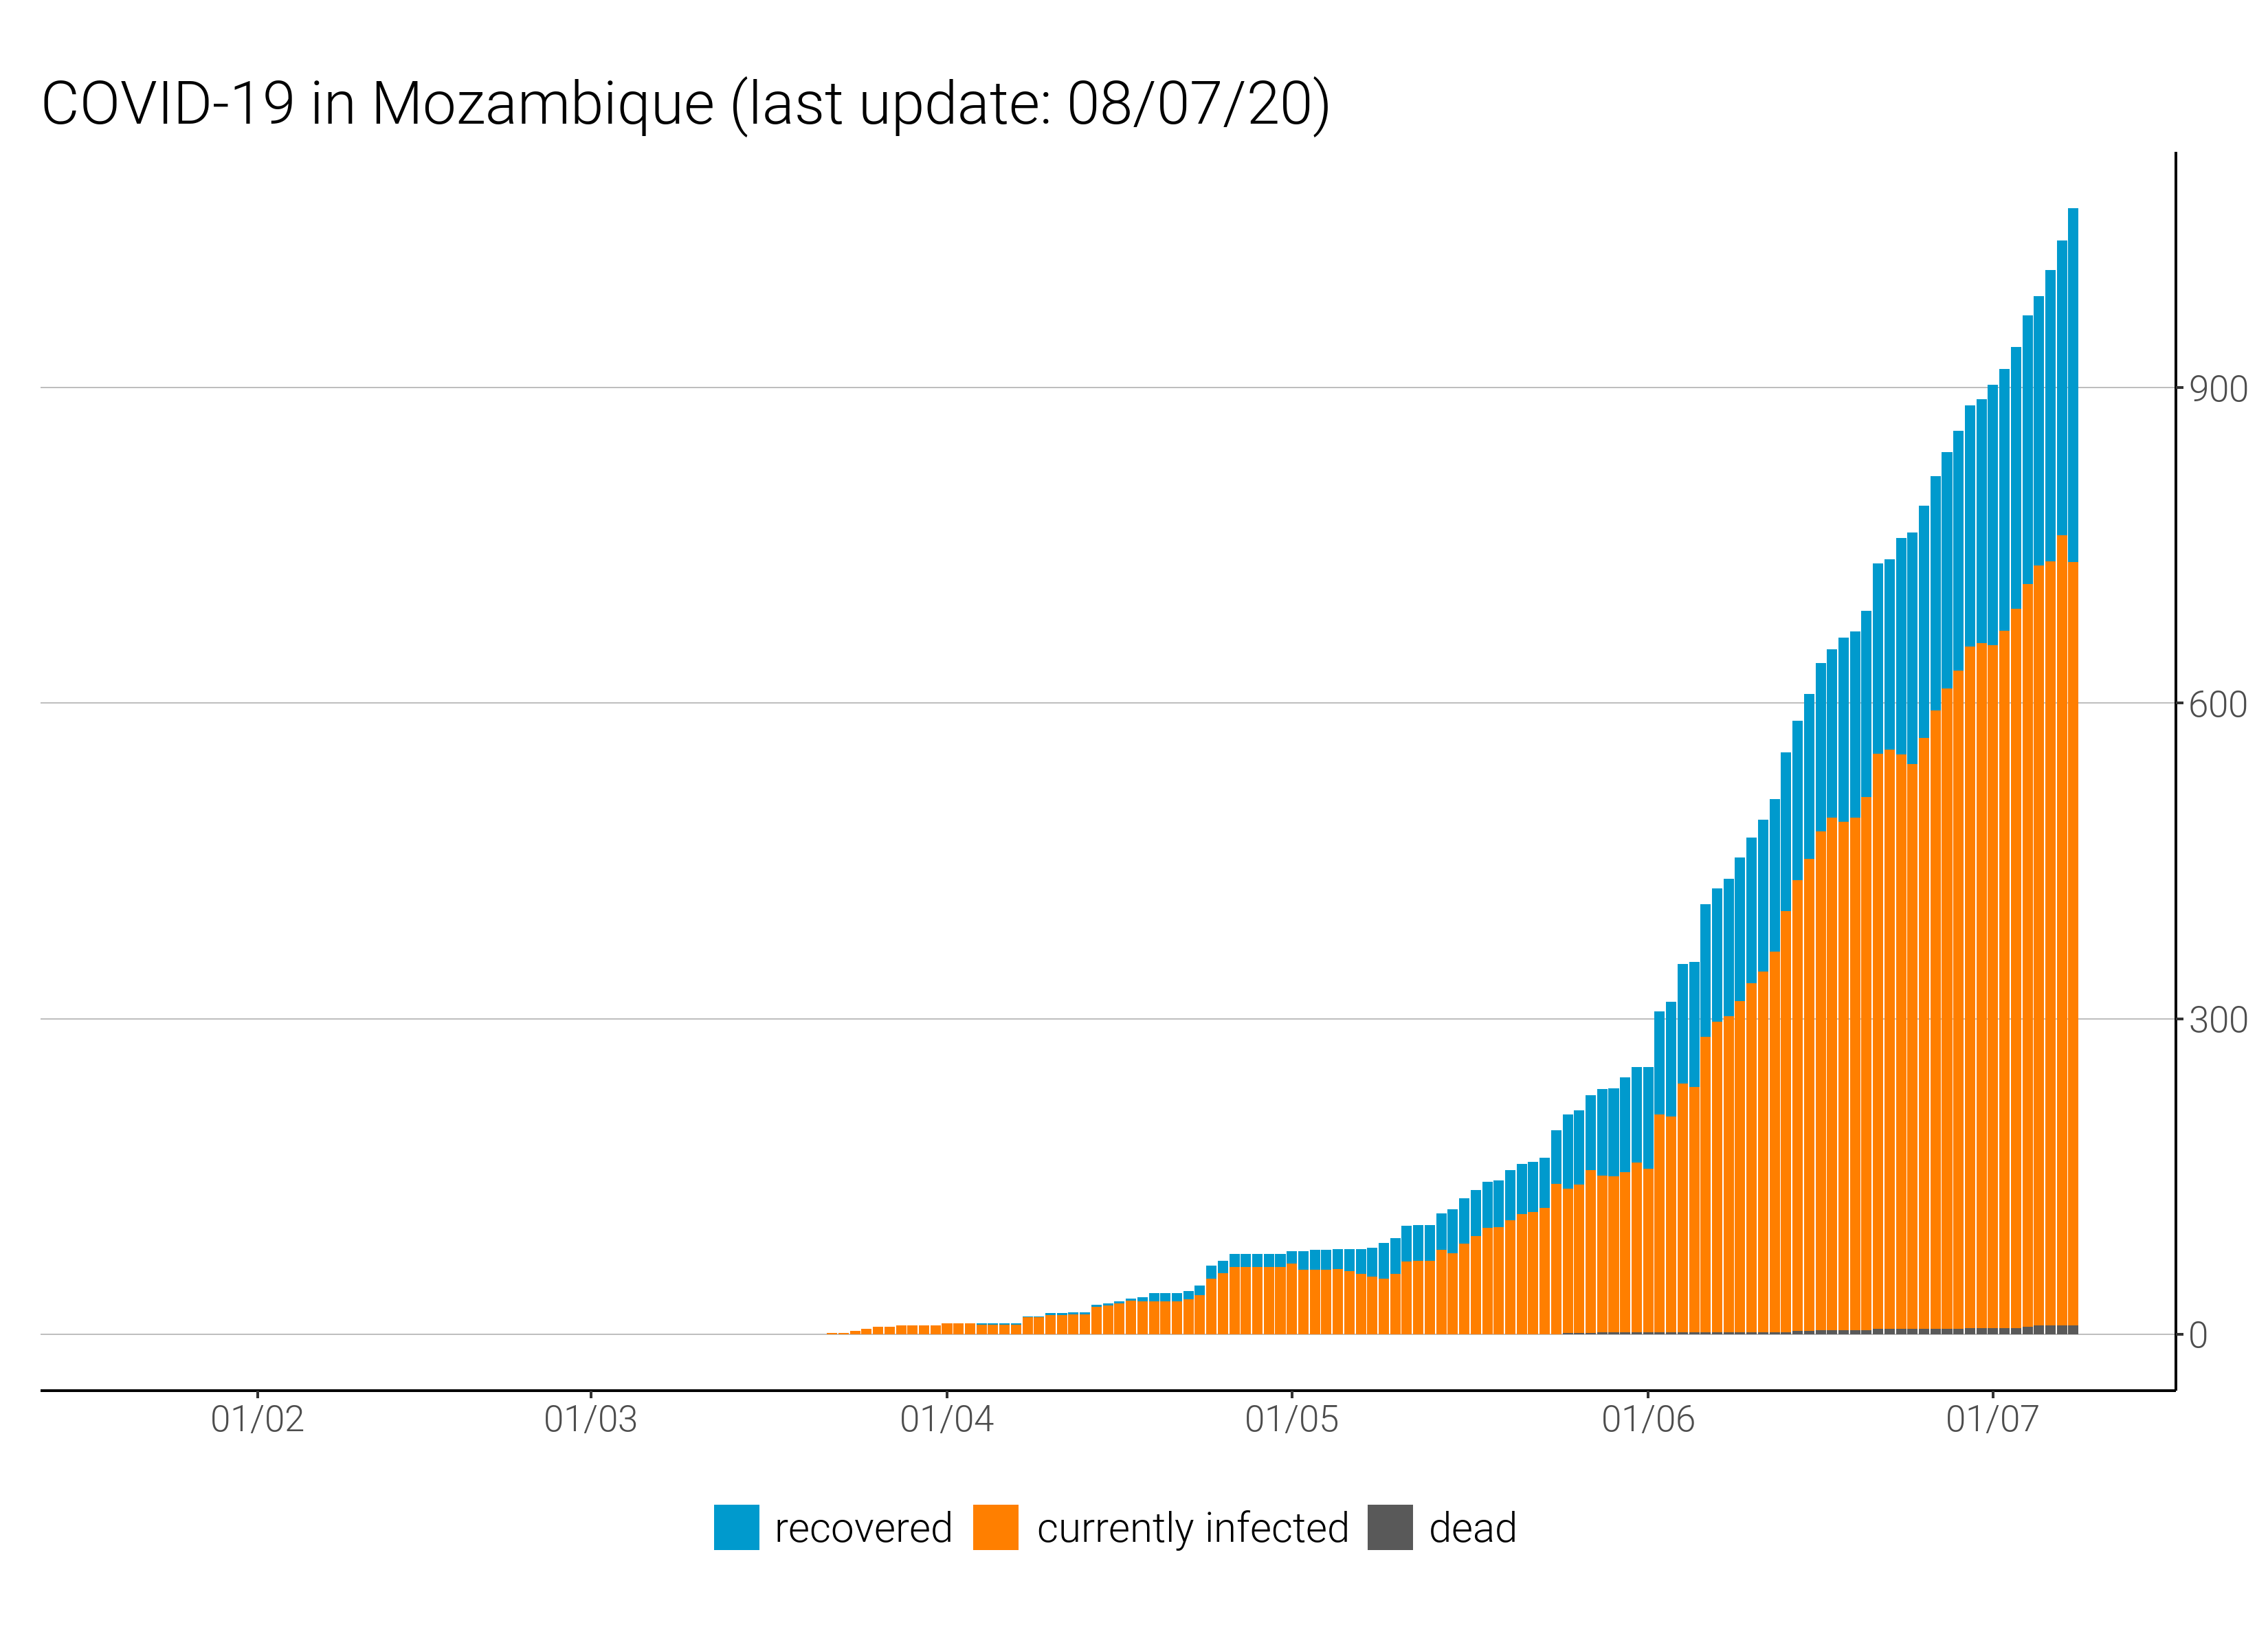 COVID-19 in Mozambique (last update: 08/07/20)
900
600
300
0
01/02 01/03 01/04 01/05 01/06 01/07
recovered currently infected dead